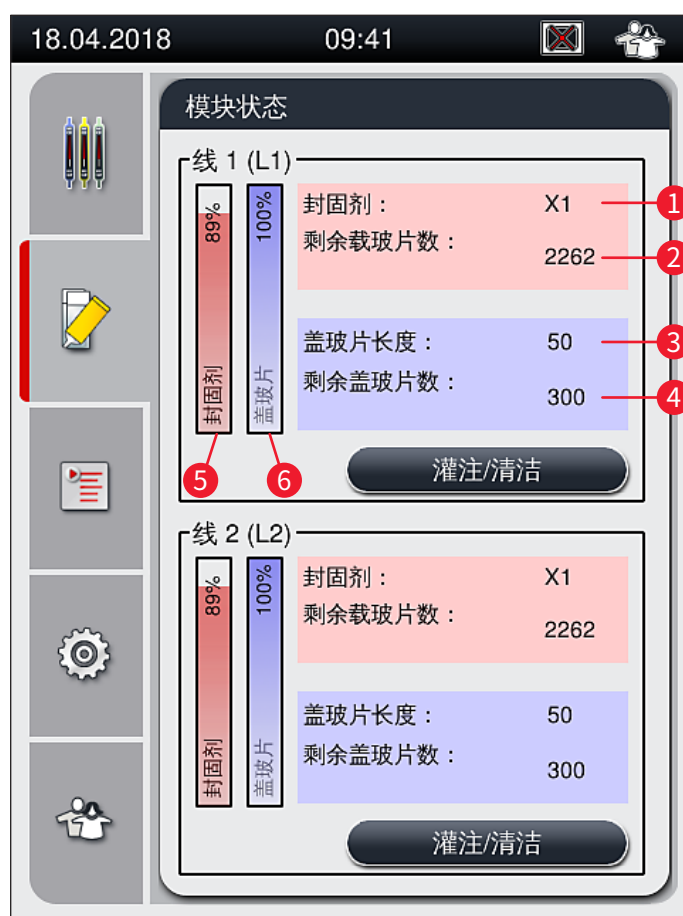 18.04.2018 09:41
模块状态
线 1 (L1)
89%
封固剂
100%
盖玻片
封固剂： X1
剩余载玻片数： 2262
盖玻片长度： 50
剩余盖玻片数： 300
1
2
3
4
5
6
灌注/清洁
线 2 (L2)
89%
封固剂
100%
盖玻片
封固剂： X1
剩余载玻片数： 2262
盖玻片长度： 50
剩余盖玻片数： 300
灌注/清洁